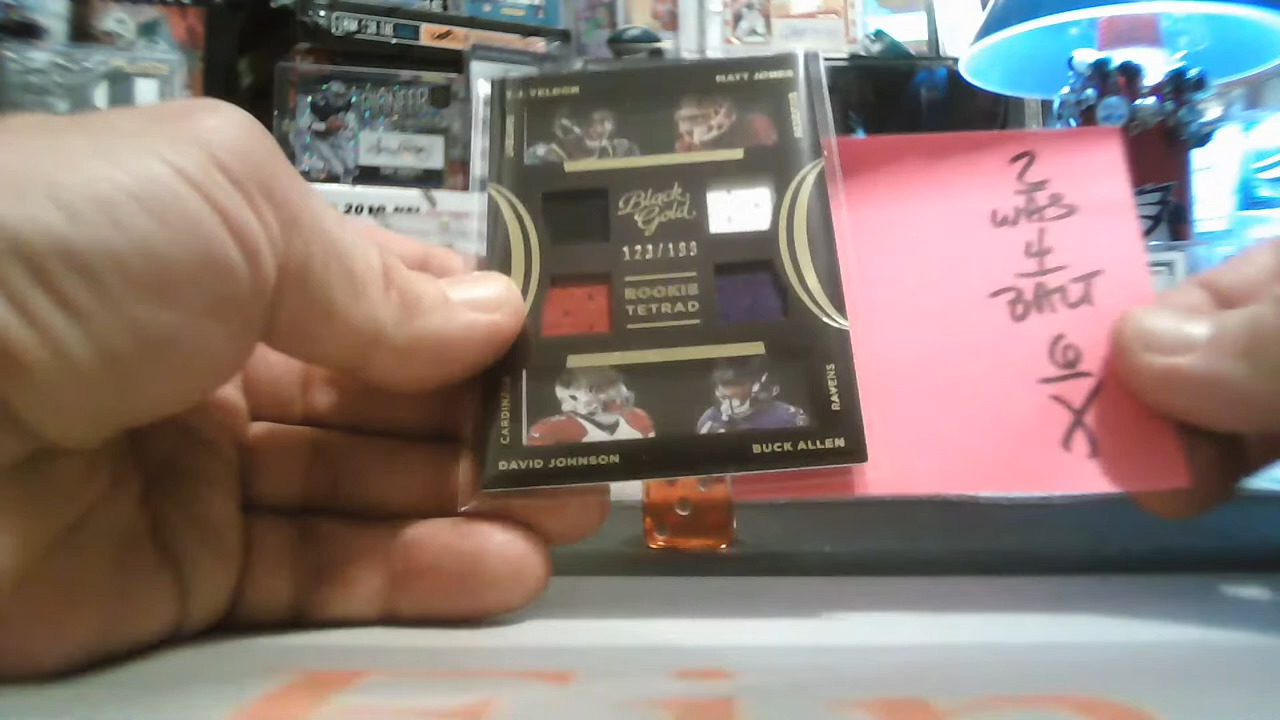 T.J. YELDON
MATT JONES
Black
Gold
123/199
ROOKIE
TETRAD
CARDINALS
RAVENS
DAVID JOHNSON
BUCK ALLEN
2
WAS
4
BALT
6
X